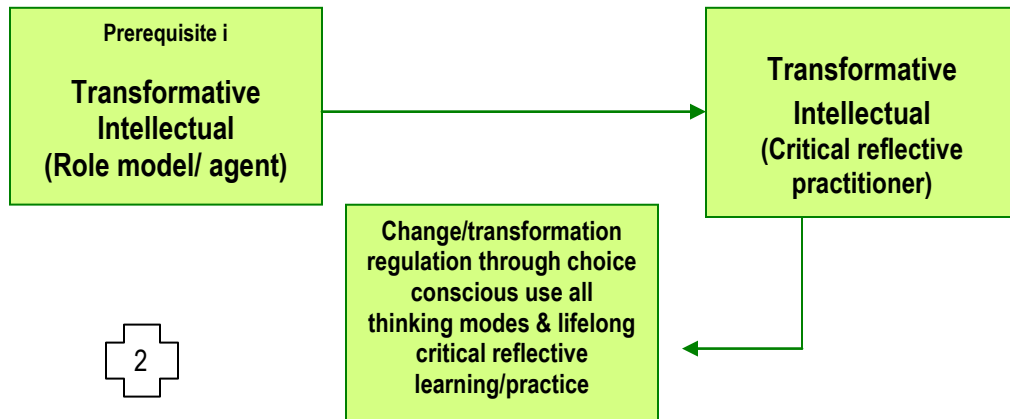 Prerequisite i
Transformative
Intellectual
(Role model/ agent)
Transformative
Intellectual
(Critical reflective
practitioner)
Change/transformation
regulation through choice
conscious use all
thinking modes & lifelong
critical reflective
learning/practice
2